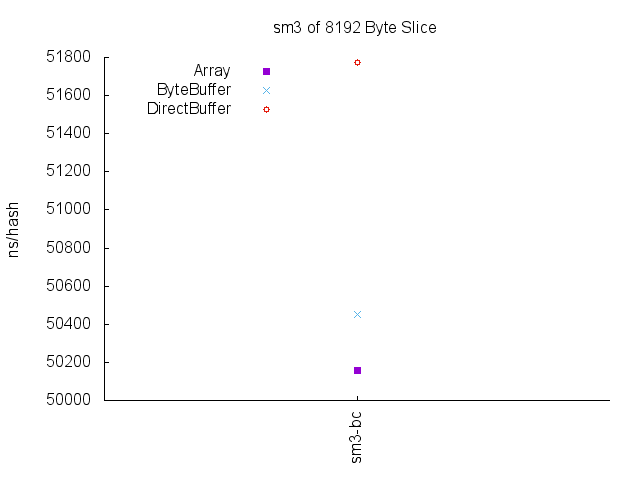 sm3 of 8192 Byte Slice
51800
51600
51400
51200
51000
50800
50600
50400
50200
50000
ns/hash
Array
ByteBuffer
DirectBuffer
sm3-bc